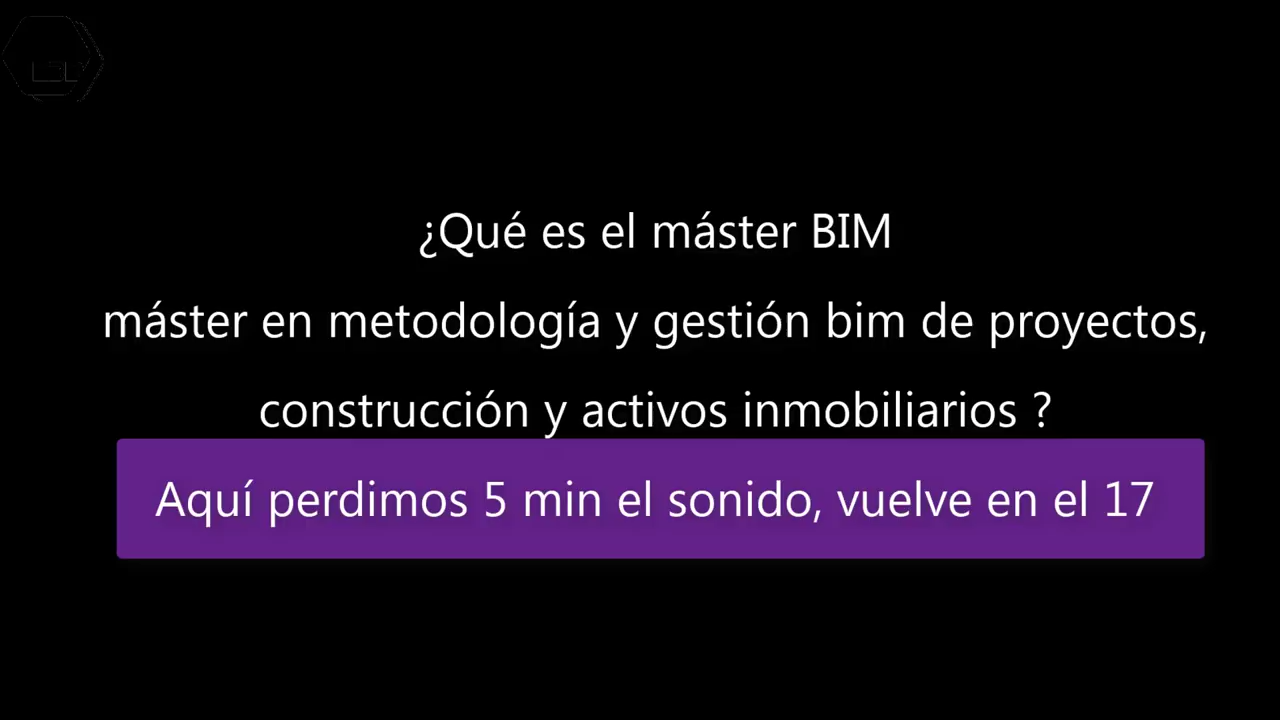 ¿Qué es el máster BIM
máster en metodología y gestión bim de proyectos,
construcción y activos inmobiliarios ?
Aquí perdimos 5 min el sonido, vuelve en el 17